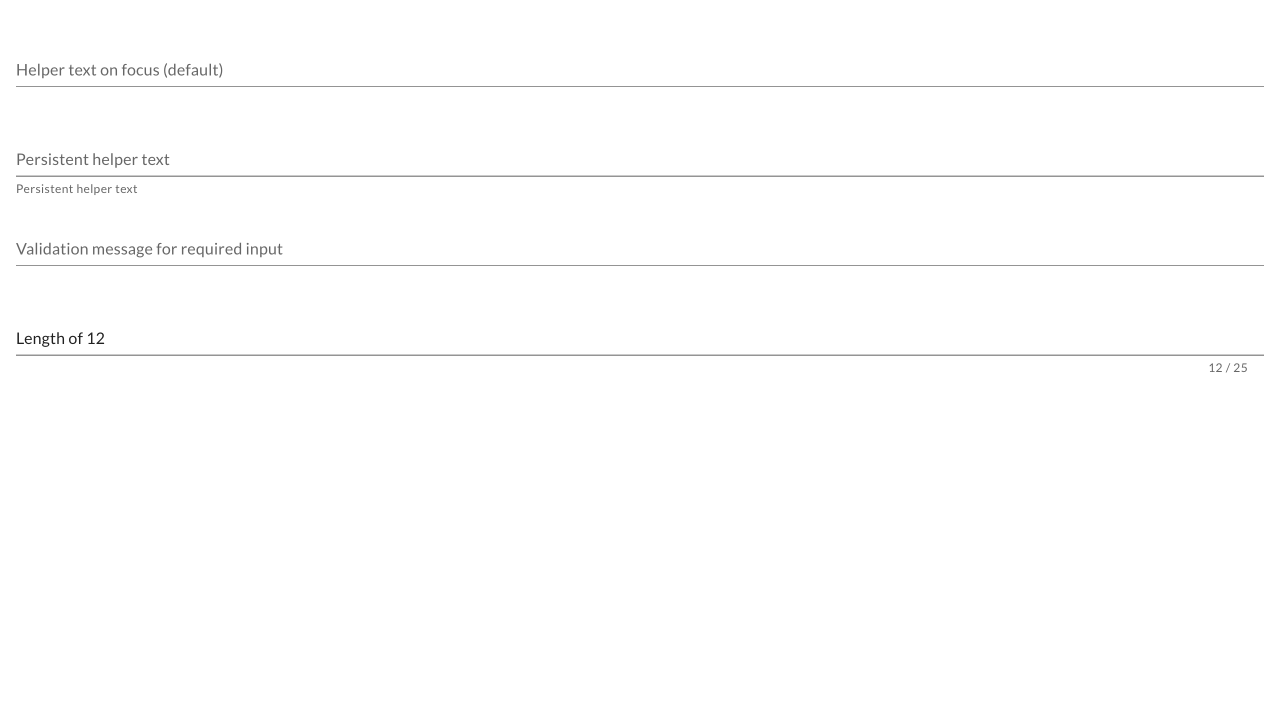 Helper text on focus (default)
Persistent helper text
Persistent helper text
Validation message for required input
Length of 12
12 / 25